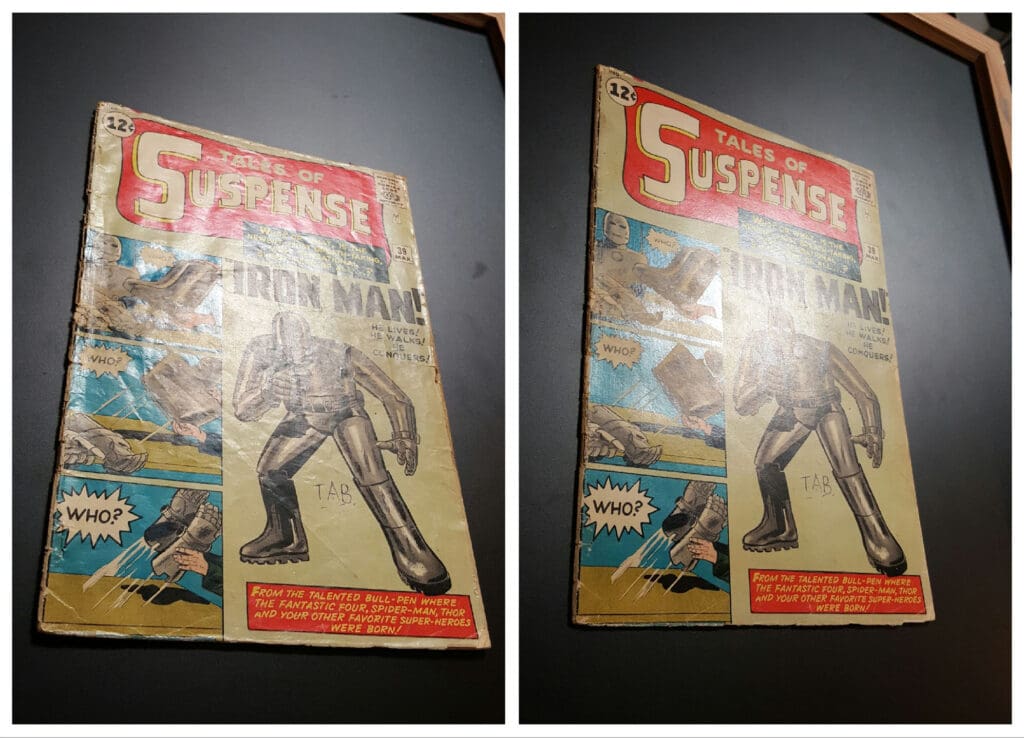 12¢
TALES OF
SUSPENSE
39
MAR.
IRON MAN!
HE LIVES!
HE WALKS!
HE
CONQUERS!
WHO?
WHO?
WHO?
T.A.B.
FROM THE TALENTED BULL-PEN WHERE
THE FANTASTIC FOUR, SPIDER-MAN, THOR
AND YOUR OTHER FAVORITE SUPER-HEROES
WERE BORN!
12¢
TALES OF
SUSPENSE
39
MAR.
IRON MAN!
HE LIVES!
HE WALKS!
HE
CONQUERS!
WHO?
WHO?
WHO?
T.A.B.
FROM THE TALENTED BULL-PEN WHERE
THE FANTASTIC FOUR, SPIDER-MAN, THOR
AND YOUR OTHER FAVORITE SUPER-HEROES
WERE BORN!